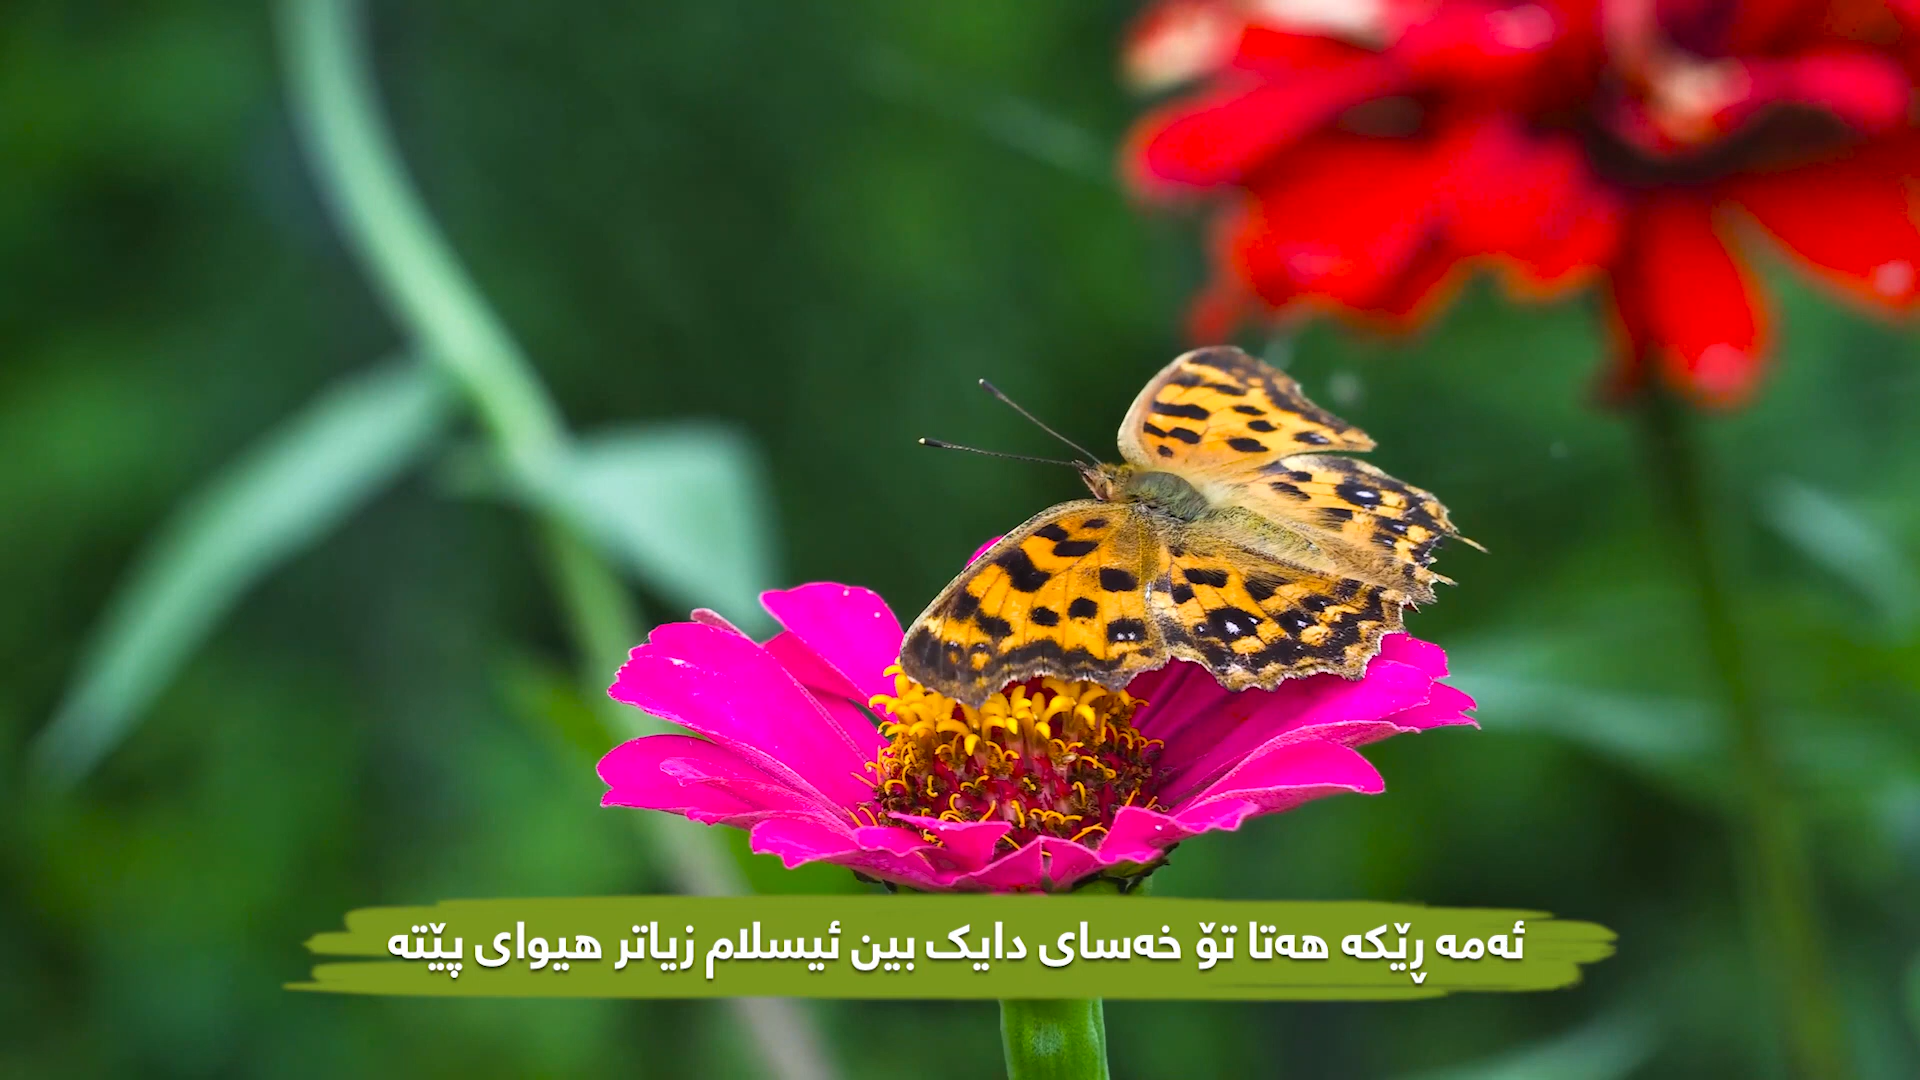 ئەمە ڕێکە هەتا تۆ خەسای دایک بین ئیسلام زیاتر هیوای پێتە